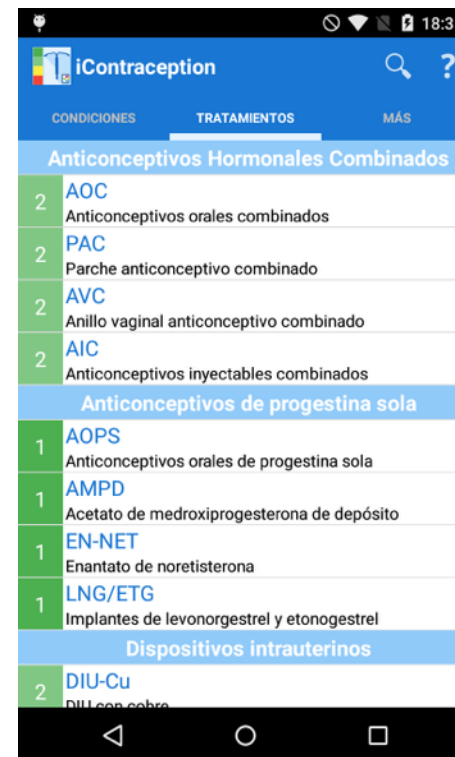 18:3
iContraception
?
CONDICIONES TRATAMIENTOS MÁS
Anticonceptivos Hormonales Combinados
2
AOC
Anticonceptivos orales combinados
2
PAC
Parche anticonceptivo combinado
2
AVC
Anillo vaginal anticonceptivo combinado
2
AIC
Anticonceptivos inyectables combinados
Anticonceptivos de progestina sola
1
AOPS
Anticonceptivos orales de progestina sola
1
AMPD
Acetato de medroxiprogesterona de depósito
1
EN-NET
Enantato de noretisterona
1
LNG/ETG
Implantes de levonorgestrel y etonogestrel
Dispositivos intrauterinos
2
DIU-Cu
DIU con cobre